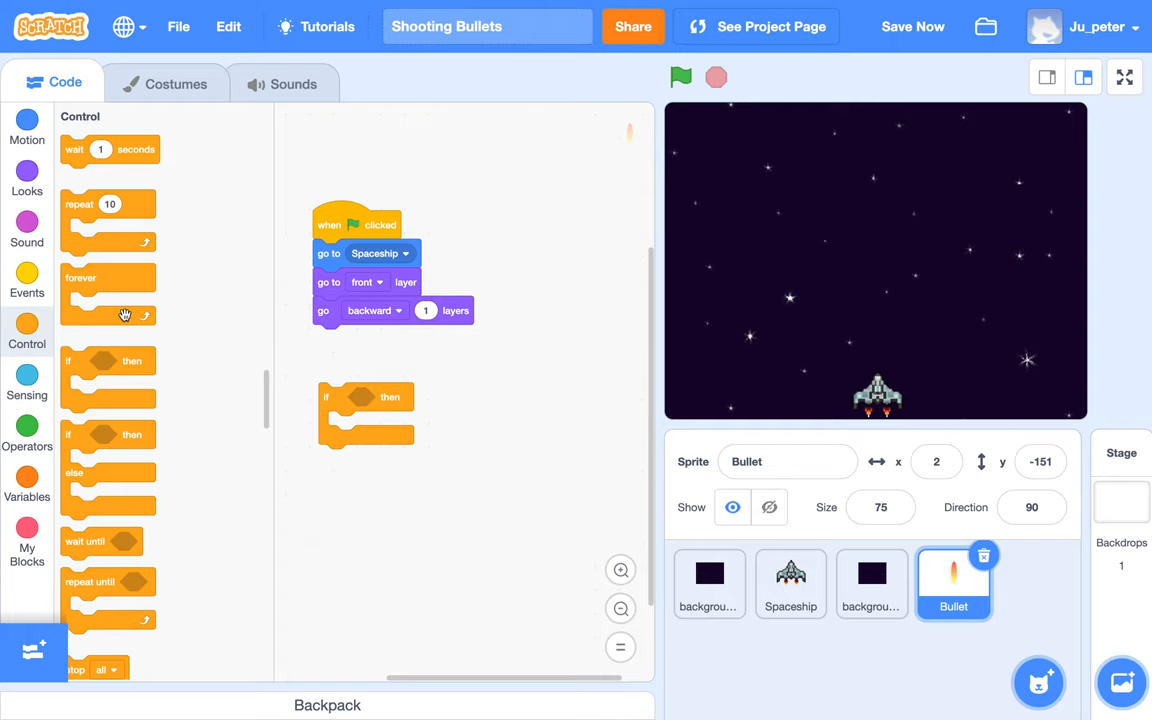 SCRATCH File Edit Tutorials Shooting Bullets Share See Project Page Save Now Ju_peter
Code Costumes Sounds
Motion
Looks
Sound
Events
Control
Sensing
Operators
Variables
My
Blocks
Control
wait 1 seconds
repeat 10
forever
if then
if then
else
wait until
repeat until
stop all
when clicked
go to Spaceship
go to front layer
go backward 1 layers
if then
Sprite Bullet x 2 y -151
Show Size 75 Direction 90
backgrou... Spaceship backgrou... Bullet
Stage
Backdrops
1
Backpack